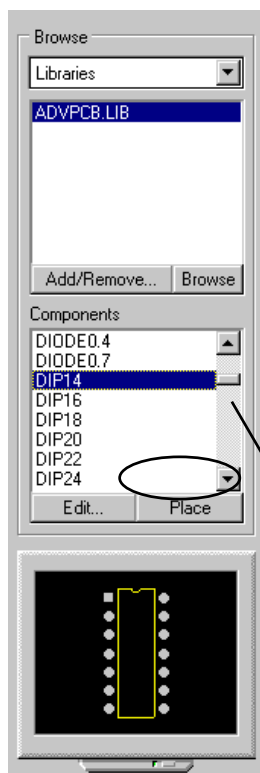 Browse
Libraries
ADVPCB.LIB
Add/Remove... Browse
Components
DIODE0.4
DIODE0.7
DIP14
DIP16
DIP18
DIP20
DIP22
DIP24
Edit... Place